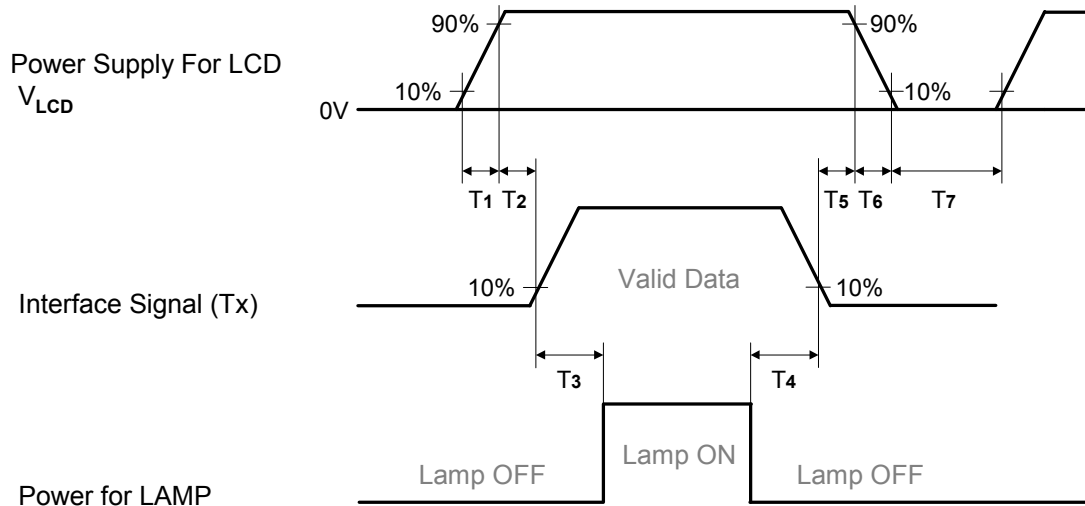 90%
90%
Power Supply For LCD
VLCD
10%
10%
0V
T1
T2
T5
T6
T7
Valid Data
10%
10%
Interface Signal (Tx)
T3
T4
Lamp OFF
Lamp ON
Lamp OFF
Power for LAMP